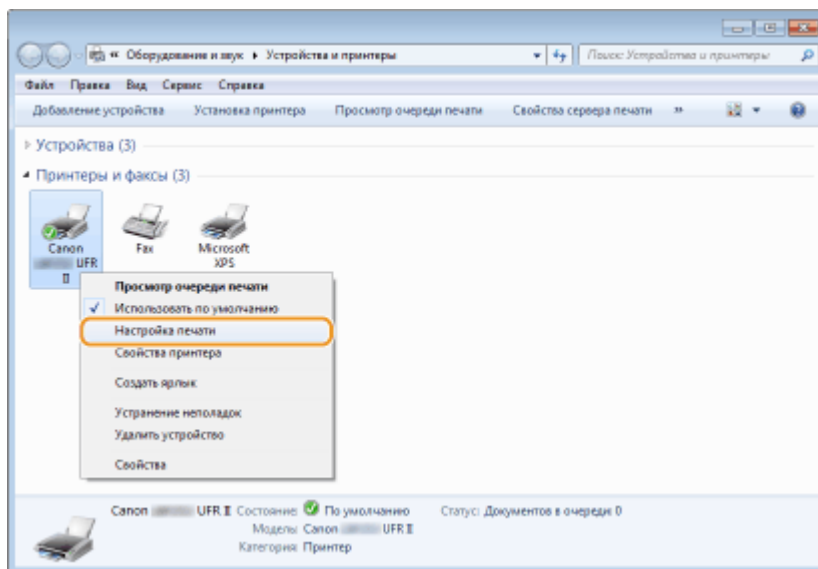 « Оборудование и звук ▸ Устройства и принтеры
Поиск: Устройства и принтеры
Файл Правка Вид Сервис Справка
Добавление устройства Установка принтера Просмотр очереди печати Свойства сервера печати »
Устройства (3)
Принтеры и факсы (3)
Canon UFR II
Fax
Microsoft XPS
Просмотр очереди печати
Использовать по умолчанию
Настройка печати
Свойства принтера
Создать ярлык
Устранение неполадок
Удалить устройство
Свойства
Canon UFR II Состояние: По умолчанию Статус: Документов в очереди 0
Модель: Canon UFR II
Категория: Принтер